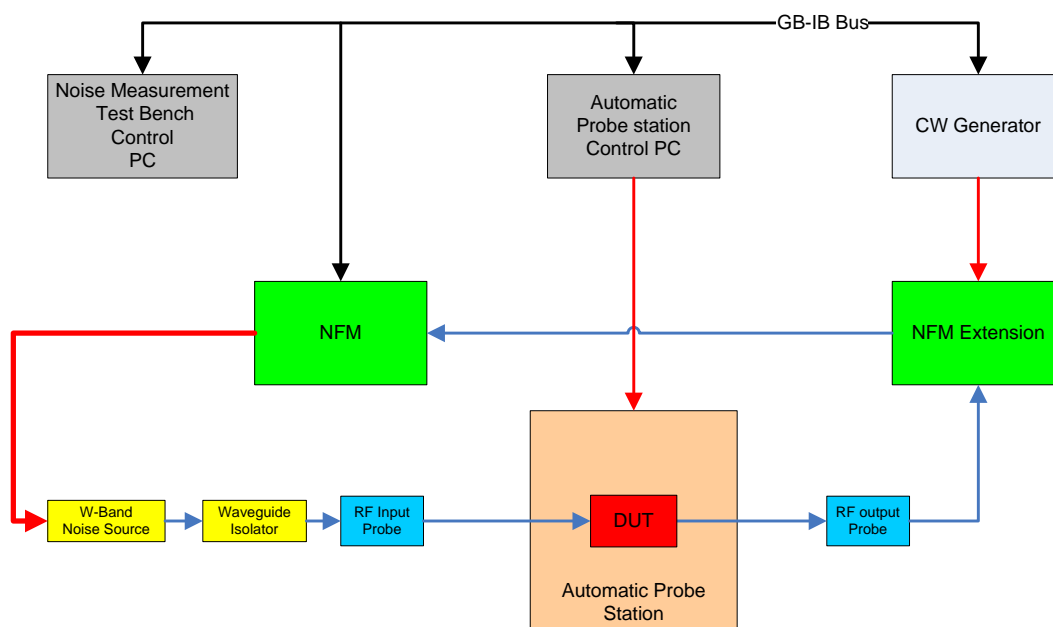 GB-IB Bus
Noise Measurement
Test Bench
Control
PC
Automatic
Probe station
Control PC
CW Generator
NFM
NFM Extension
W-Band
Noise Source
Waveguide
Isolator
RF Input
Probe
DUT
RF output
Probe
Automatic Probe
Station